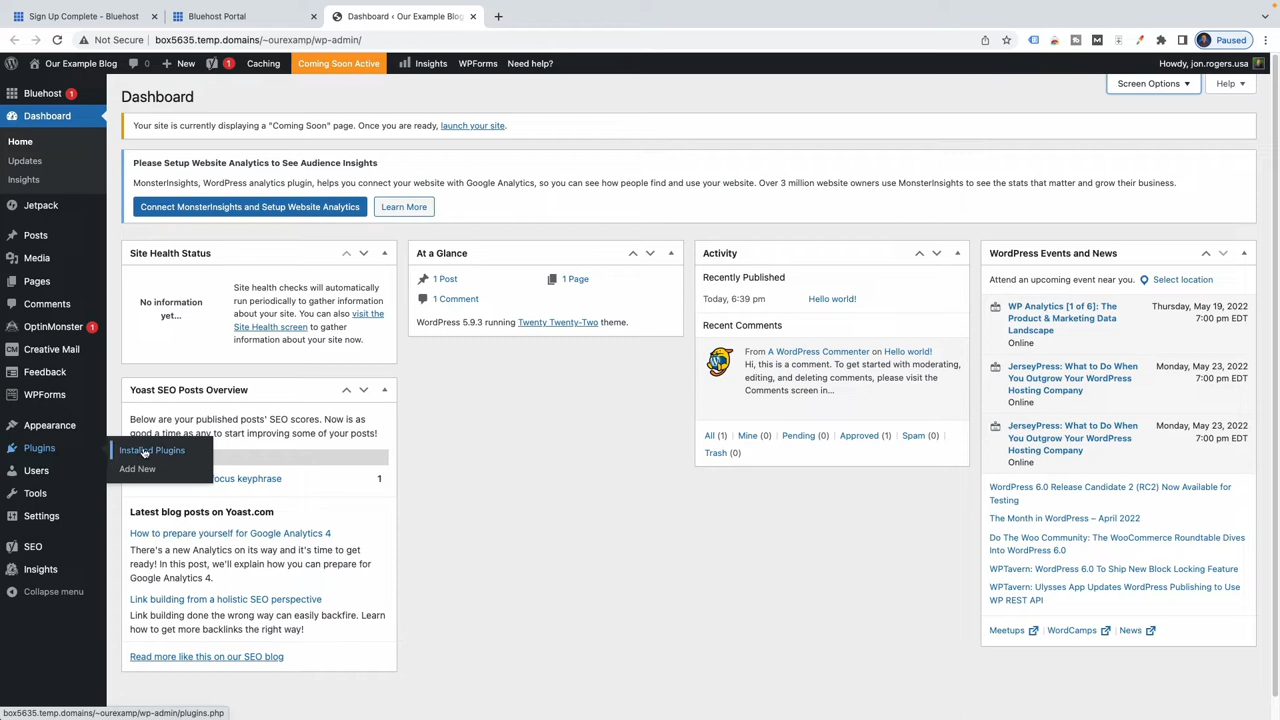 Sign Up Complete - Bluehost
Bluehost Portal
Dashboard ‹ Our Example Blog
Not Secure
box5635.temp.domains/~ourexamp/wp-admin/
Paused
Our Example Blog
0
New
1
Caching
Coming Soon Active
Insights
WPForms
Need help?
Howdy, jon.rogers.usa
Bluehost 1
Dashboard
Home
Updates
Insights
Jetpack
Posts
Media
Pages
Comments
OptinMonster 1
Creative Mail
Feedback
WPForms
Appearance
Plugins
Installed Plugins
Add New
Users
Tools
Settings
SEO
Insights
Collapse menu
Dashboard
Screen Options
Help
Your site is currently displaying a "Coming Soon" page. Once you are ready, launch your site.
Please Setup Website Analytics to See Audience Insights
MonsterInsights, WordPress analytics plugin, helps you connect your website with Google Analytics, so you can see how people find and use your website. Over 3 million website owners use MonsterInsights to see the stats that matter and grow their business.
Connect MonsterInsights and Setup Website Analytics
Learn More
Site Health Status
No information
yet...
Site health checks will automatically
run periodically to gather information
about your site. You can also visit the
Site Health screen to gather
information about your site now.
Yoast SEO Posts Overview
Below are your published posts' SEO scores. Now is as
good a time as any to start improving some of your posts!
focus keyphrase
1
Latest blog posts on Yoast.com
How to prepare yourself for Google Analytics 4
There's a new Analytics on its way and it's time to get
ready! In this post, we'll explain how you can prepare for
Google Analytics 4.
Link building from a holistic SEO perspective
Link building done the wrong way can easily backfire. Learn
how to get more backlinks the right way!
Read more like this on our SEO blog
At a Glance
1 Post
1 Page
1 Comment
WordPress 5.9.3 running Twenty Twenty-Two theme.
Activity
Recently Published
Today, 6:39 pm
Hello world!
Recent Comments
From A WordPress Commenter on Hello world!
Hi, this is a comment. To get started with moderating,
editing, and deleting comments, please visit the
Comments screen in...
All (1)
Mine (0)
Pending (0)
Approved (1)
Spam (0)
Trash (0)
WordPress Events and News
Attend an upcoming event near you.
Select location
WP Analytics [1 of 6]: The
Product & Marketing Data
Landscape
Online
Thursday, May 19, 2022
7:00 pm EDT
JerseyPress: What to Do When
You Outgrow Your WordPress
Hosting Company
Online
Monday, May 23, 2022
7:00 pm EDT
JerseyPress: What to Do When
You Outgrow Your WordPress
Hosting Company
Online
Monday, May 23, 2022
7:00 pm EDT
WordPress 6.0 Release Candidate 2 (RC2) Now Available for
Testing
The Month in WordPress – April 2022
Do The Woo Community: The WooCommerce Roundtable Dives
Into WordPress 6.0
WPTavern: WordPress 6.0 To Ship New Block Locking Feature
WPTavern: Ulysses App Updates WordPress Publishing to Use
WP REST API
Meetups
WordCamps
News
box5635.temp.domains/~ourexamp/wp-admin/plugins.php